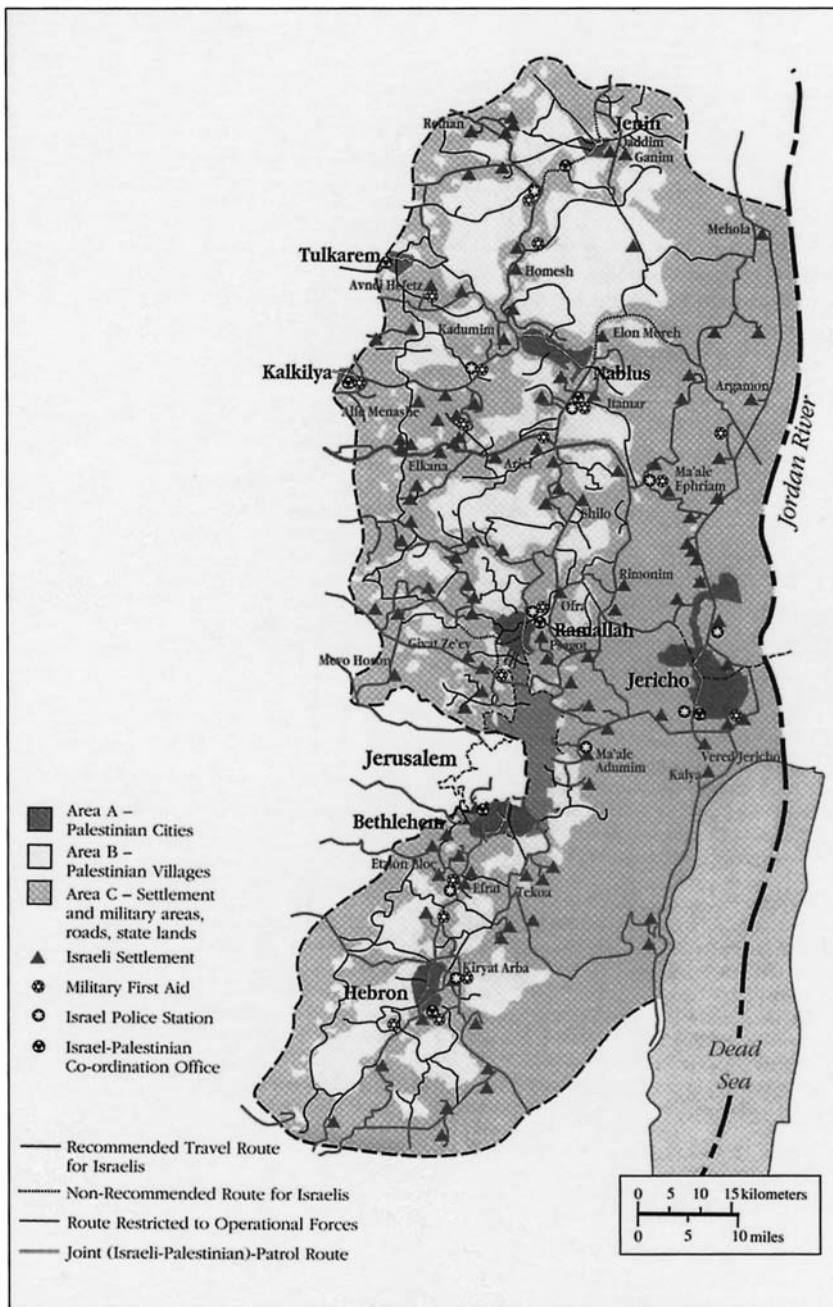 Jenin
Reihan
Qaddim
Ganim
Mehola
Tulkarem
Homesh
Avnei Hefetz
Kadumim
Elon Moreh
Kalkilya
Nablus
Argamon
Itamar
Alfe Menashe
Elkana
Ariel
Ma'ale
Ephriam
Jordan River
Shilo
Rimonim
Ofra
Ramallah
Givat Ze'ev
Psagot
Mevo Horon
Jericho
Jerusalem
Ma'ale
Adumim
Vered Jericho
Kalya
Bethlehem
Etzion Bloc
Efrat
Tekoa
Kiryat Arba
Hebron
Dead
Sea
Area A –
Palestinian Cities
Area B –
Palestinian Villages
Area C – Settlement
and military areas,
roads, state lands
Israeli Settlement
Military First Aid
Israel Police Station
Israel-Palestinian
Co-ordination Office
Recommended Travel Route
for Israelis
Non-Recommended Route for Israelis
Route Restricted to Operational Forces
Joint (Israeli-Palestinian)-Patrol Route
0 5 10 15 kilometers
0 5 10 miles